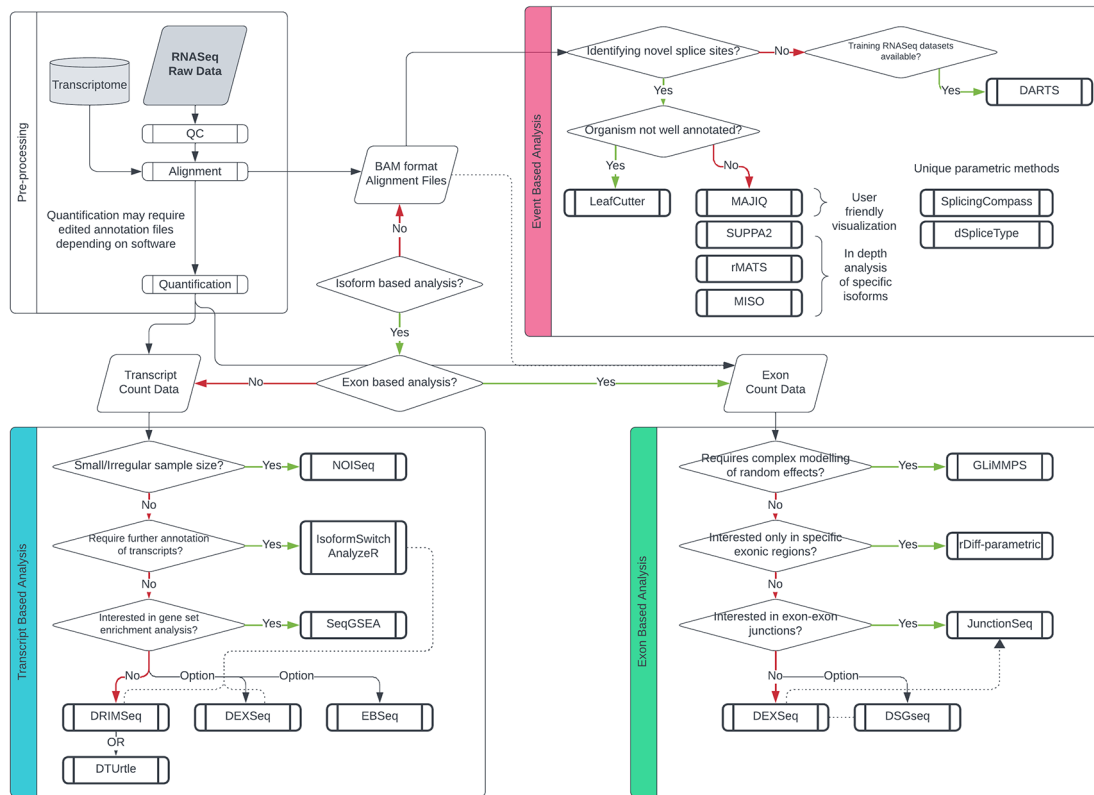 Pre-processing
RNASeq
Raw Data
Transcriptome
QC
Alignment
Quantification may require
edited annotation files
depending on software
Quantification
BAM format
Alignment Files
No
Isoform based analysis?
Yes
Exon based analysis?
No
Yes
Transcript
Count Data
Exon
Count Data
Event Based Analysis
Identifying novel splice sites?
No
Training RNASeq datasets
available?
Yes
DARTS
Yes
Organism not well annotated?
Yes
No
LeafCutter
MAJIQ
SUPPA2
rMATS
MISO
User
friendly
visualization
In depth
analysis
of specific
isoforms
Unique parametric methods
SplicingCompass
dSpliceType
Transcript Based Analysis
Small/Irregular sample size?
Yes
NOISeq
No
Require further annotation
of transcripts?
Yes
IsoformSwitch
AnalyzeR
No
Interested in gene set
enrichment analysis?
Yes
SeqGSEA
No
Option
Option
DRIMSeq
DEXSeq
EBSeq
OR
DTUrtle
Exon Based Analysis
Requires complex modelling
of random effects?
Yes
GLiMMPS
No
Interested only in specific
exonic regions?
Yes
rDiff-parametric
No
Interested in exon-exon
junctions?
Yes
JunctionSeq
No
Option
DEXSeq
DSGseq